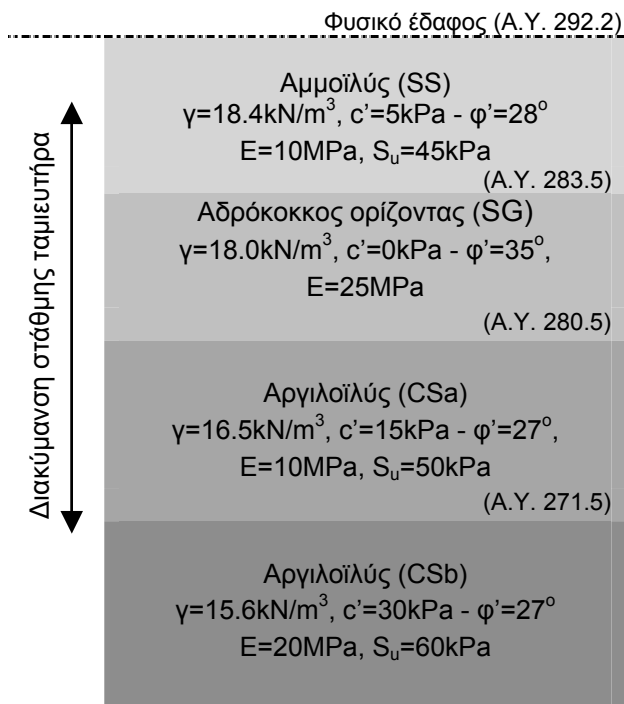 Φυσικό έδαφος (Α.Υ. 292.2)
Αμμοϊλύς (SS)
γ=18.4kN/m³, c’=5kPa - φ’=28°
E=10MPa, Sᵤ=45kPa
(Α.Υ. 283.5)
Αδρόκοκκος ορίζοντας (SG)
γ=18.0kN/m³, c’=0kPa - φ’=35°,
E=25MPa
(Α.Υ. 280.5)
Αργιλοϊλύς (CSa)
γ=16.5kN/m³, c’=15kPa - φ’=27°,
E=10MPa, Sᵤ=50kPa
(Α.Υ. 271.5)
Αργιλοϊλύς (CSb)
γ=15.6kN/m³, c’=30kPa - φ’=27°
E=20MPa, Sᵤ=60kPa
Διακύμανση στάθμης ταμιευτήρα